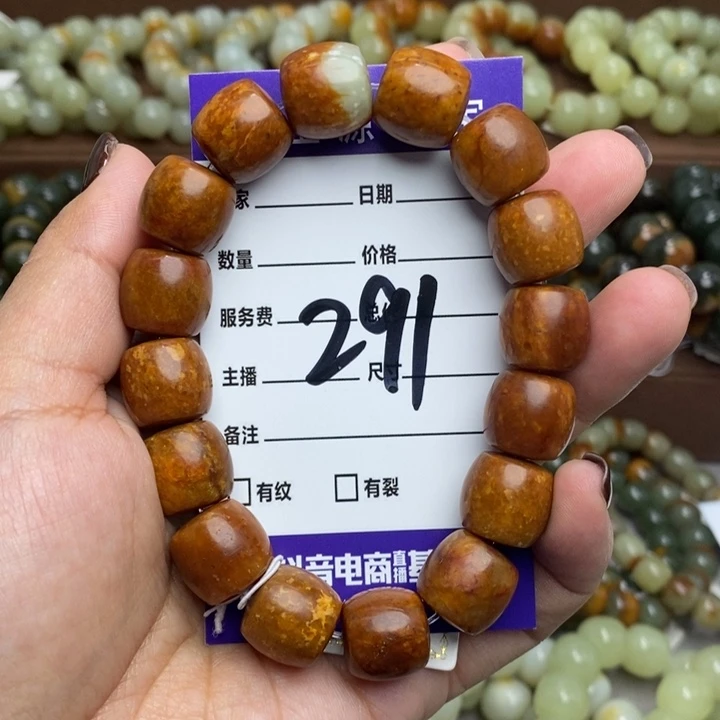 家 日期
数量 价格
服务费
291
主播 尺寸
备注
有纹 有裂
抖音电商直播基